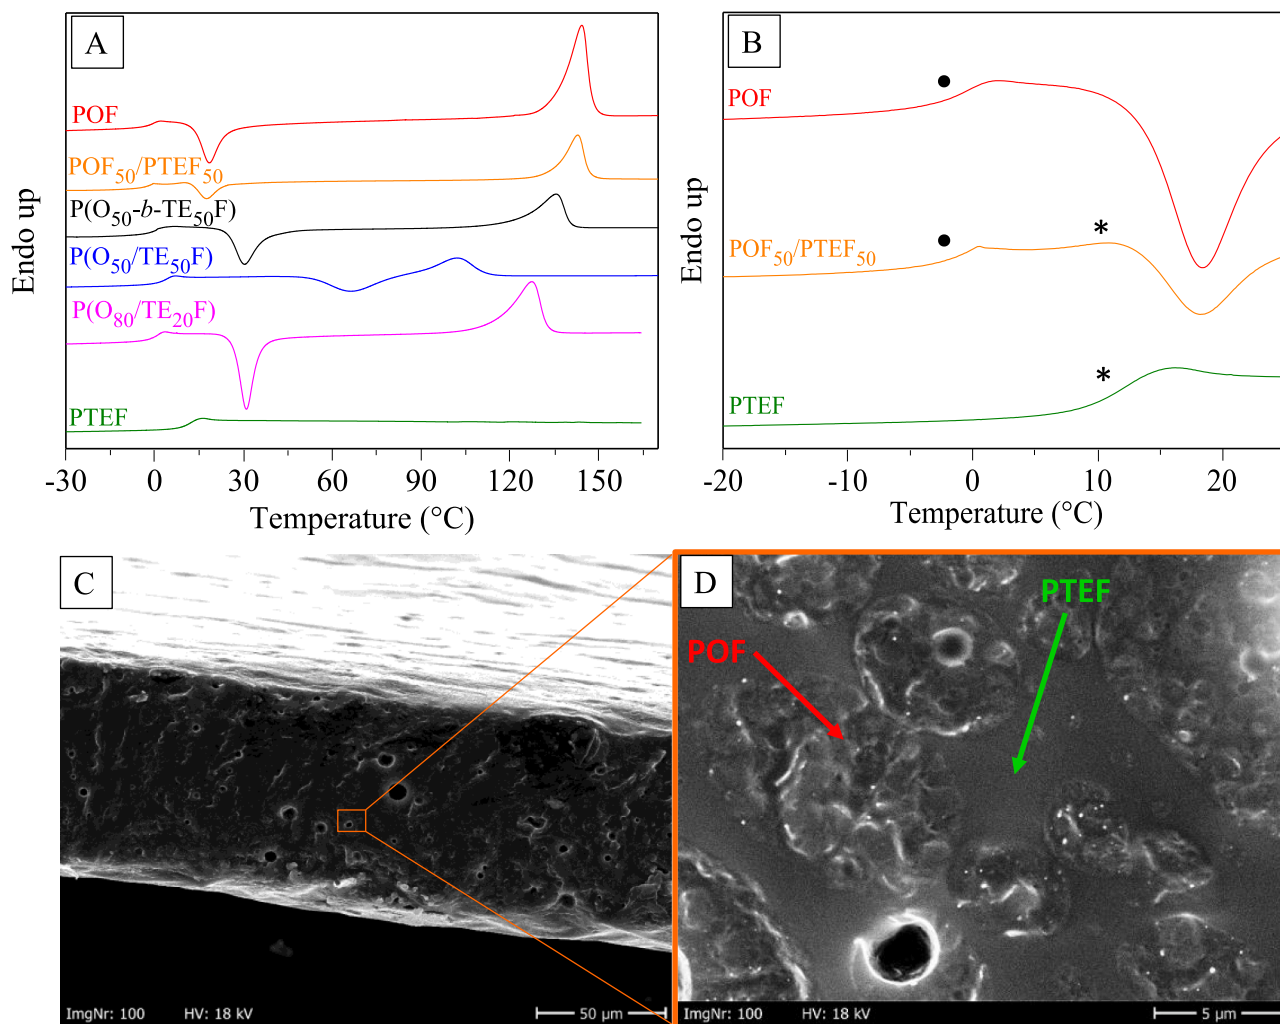 A
POF
POF50/PTEF50
P(O50-b-TE50F)
P(O50/TE50F)
P(O80/TE20F)
PTEF
Endo up
-30 0 30 60 90 120 150
Temperature (°C)
B
POF
*
POF50/PTEF50
*
PTEF
Endo up
-20 -10 0 10 20
Temperature (°C)
C
ImgNr: 100 HV: 18 kV 50 µm
D
PTEF
POF
ImgNr: 100 HV: 18 kV 5 µm